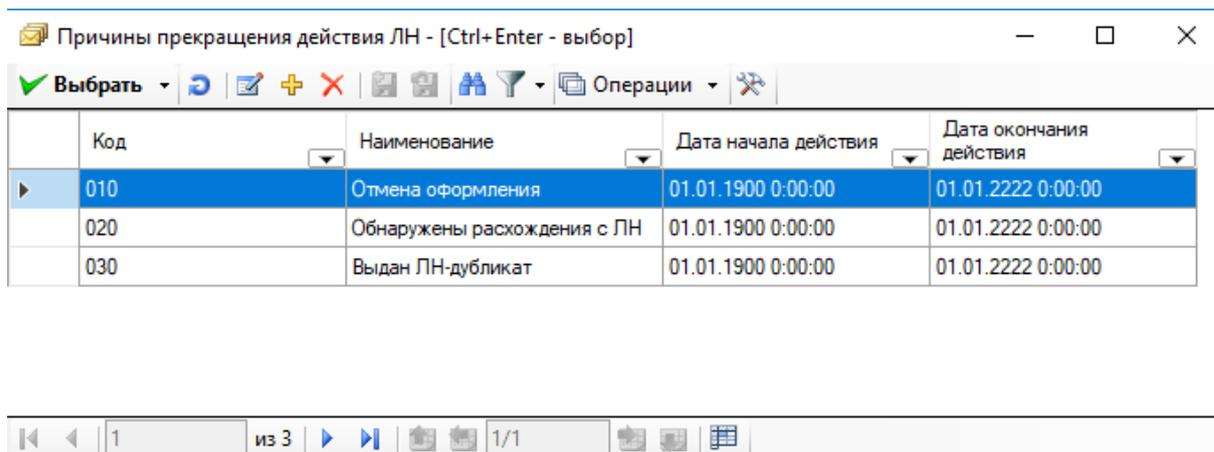 Причины прекращения действия ЛН - [Ctrl+Enter - выбор]
Выбрать Операции
Код Наименование Дата начала действия Дата окончания действия
010 Отмена оформления 01.01.1900 0:00:00 01.01.2222 0:00:00
020 Обнаружены расхождения с ЛН 01.01.1900 0:00:00 01.01.2222 0:00:00
030 Выдан ЛН-дубликат 01.01.1900 0:00:00 01.01.2222 0:00:00
1 из 3 1/1